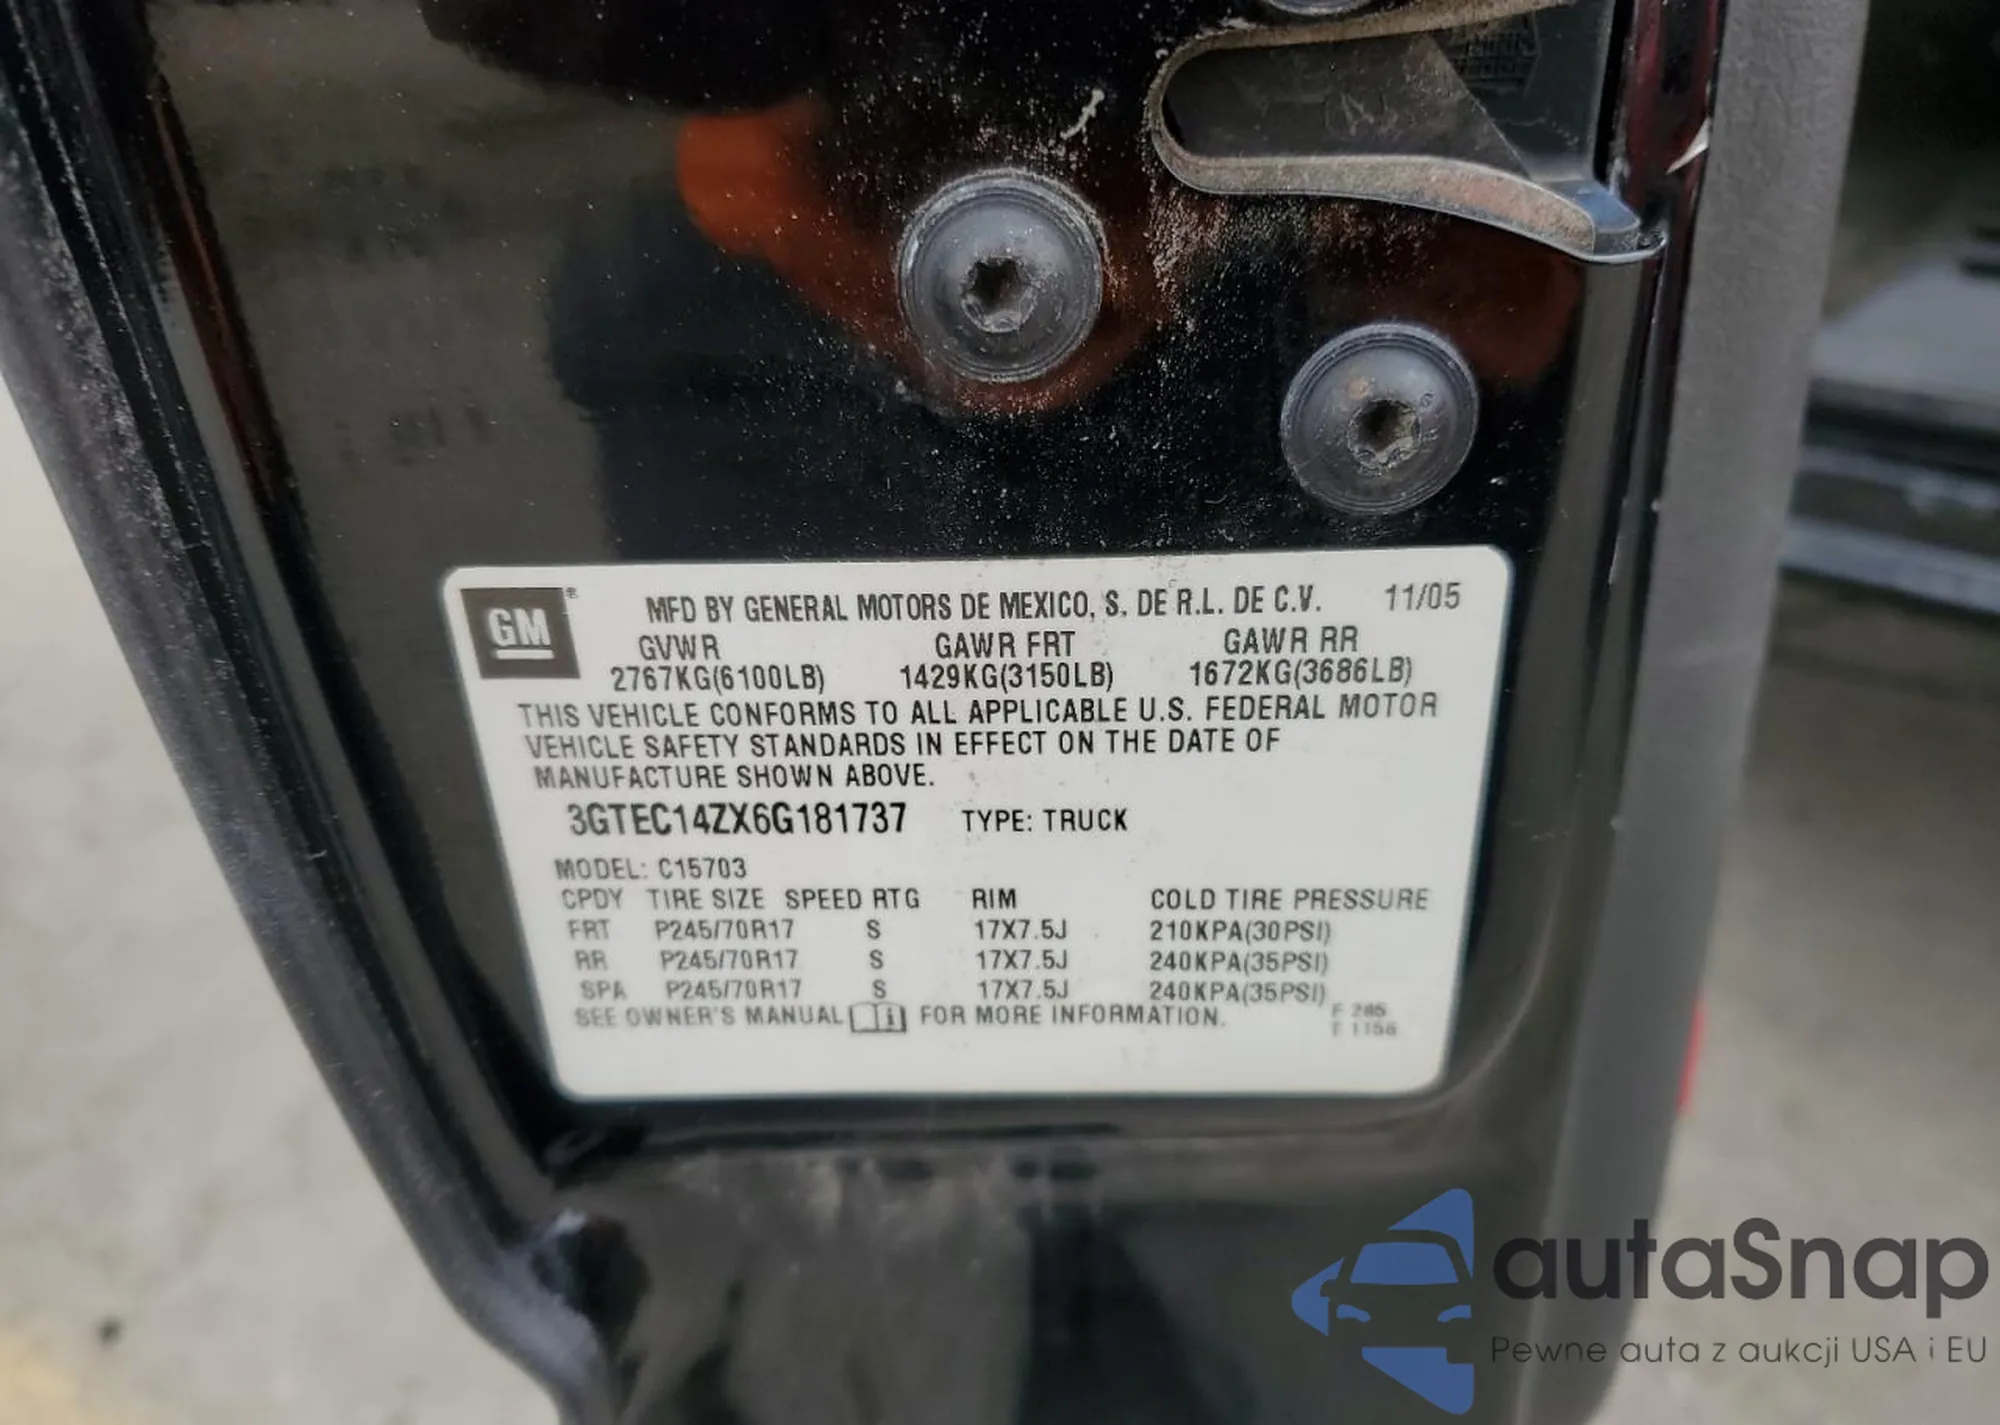 GM®
MFD BY GENERAL MOTORS DE MEXICO, S. DE R.L. DE C.V. 11/05
GVWR GAWR FRT GAWR RR
2767KG(6100LB) 1429KG(3150LB) 1672KG(3686LB)
THIS VEHICLE CONFORMS TO ALL APPLICABLE U.S. FEDERAL MOTOR
VEHICLE SAFETY STANDARDS IN EFFECT ON THE DATE OF
MANUFACTURE SHOWN ABOVE.
3GTEC14ZX6G181737 TYPE: TRUCK
MODEL: C15703
CPDY TIRE SIZE SPEED RTG RIM COLD TIRE PRESSURE
FRT P245/70R17 S 17X7.5J 210KPA(30PSI)
RR P245/70R17 S 17X7.5J 240KPA(35PSI)
SPA P245/70R17 S 17X7.5J 240KPA(35PSI)
SEE OWNER'S MANUAL FOR MORE INFORMATION.
autaSnap
Pewne auta z aukcji USA i EU